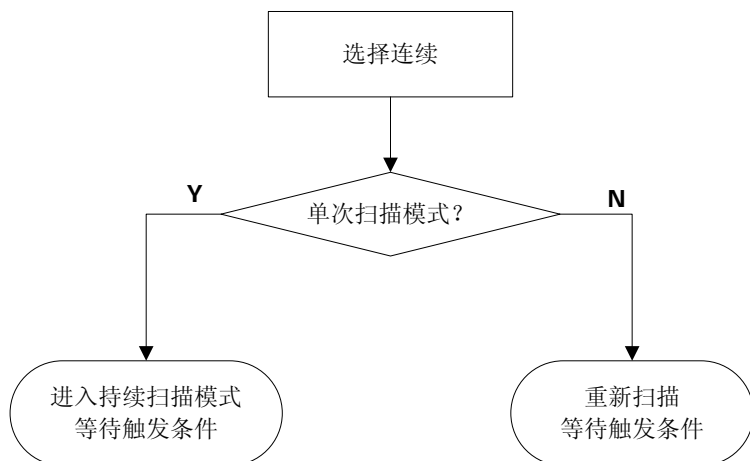 选择连续
Y
单次扫描模式？
N
进入持续扫描模式
等待触发条件
重新扫描
等待触发条件